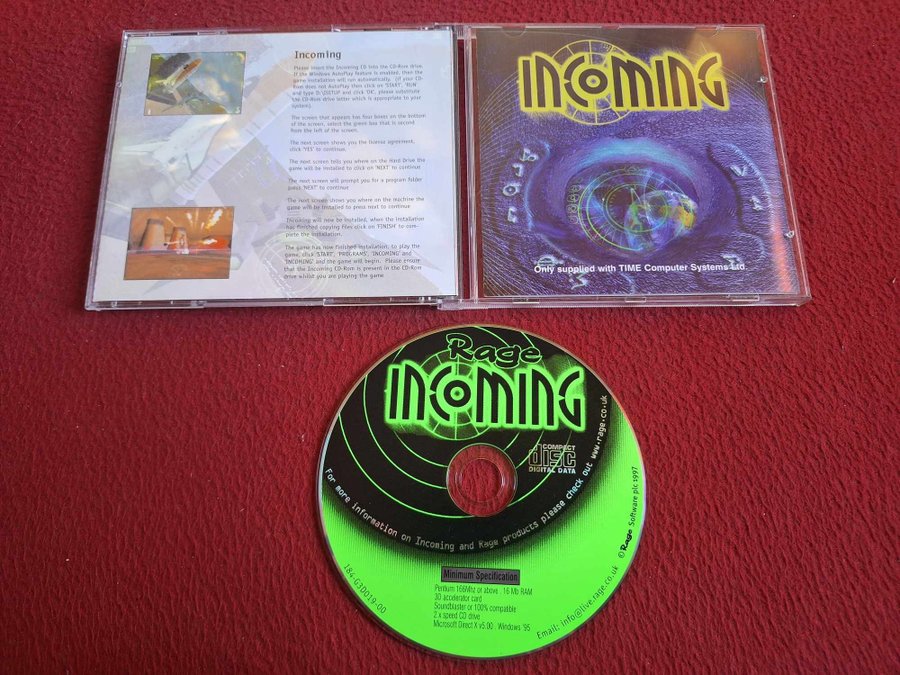 Incoming
Please insert the Incoming CD into the CD-Rom drive.
If the Windows AutoPlay feature is enabled, then the
game installation will run automatically. (if your CD-
Rom does not AutoPlay then click on 'START', 'RUN'
and type D:\SETUP and click 'OK', please substitute
the CD-Rom drive letter which is appropriate to your
system).
The screen that appears has four boxes on the bottom
of the screen, select the green box that is second
from the left of the screen.
The next screen shows you the license agreement,
click 'YES' to continue.
The next screen tells you where on the Hard Drive the
game will be installed to click on 'NEXT' to continue
The next screen will prompt you for a program folder
press 'NEXT' to continue
The next screen shows you where on the machine the
game will be installed to press next to continue
Incoming will now be installed, when the installation
has finished copying files click on 'FINISH' to com-
plete the installation.
The game has now finished installation, to play the
game, click 'START', 'PROGRAMS', 'INCOMING' and
'INCOMING' and the game will begin. Please ensure
that the Incoming CD-Rom is present in the CD-Rom
drive whilst you are playing the game
INCOMING
Only supplied with TIME Computer Systems Ltd.
Rage
INCOMING
COMPACT
disc
DIGITAL DATA
For more information on Incoming and Rage products please check out www.rage.co.uk
© Rage Software plc 1997
Minimum Specification
Pentium 166Mhz or above , 16 Mb RAM
3D accelerator card
Soundblaster or 100% compatible
2 x speed CD drive
Microsoft Direct X v5.00 , Windows '95
184-G3D019-00
Email: info@live.rage.co.uk